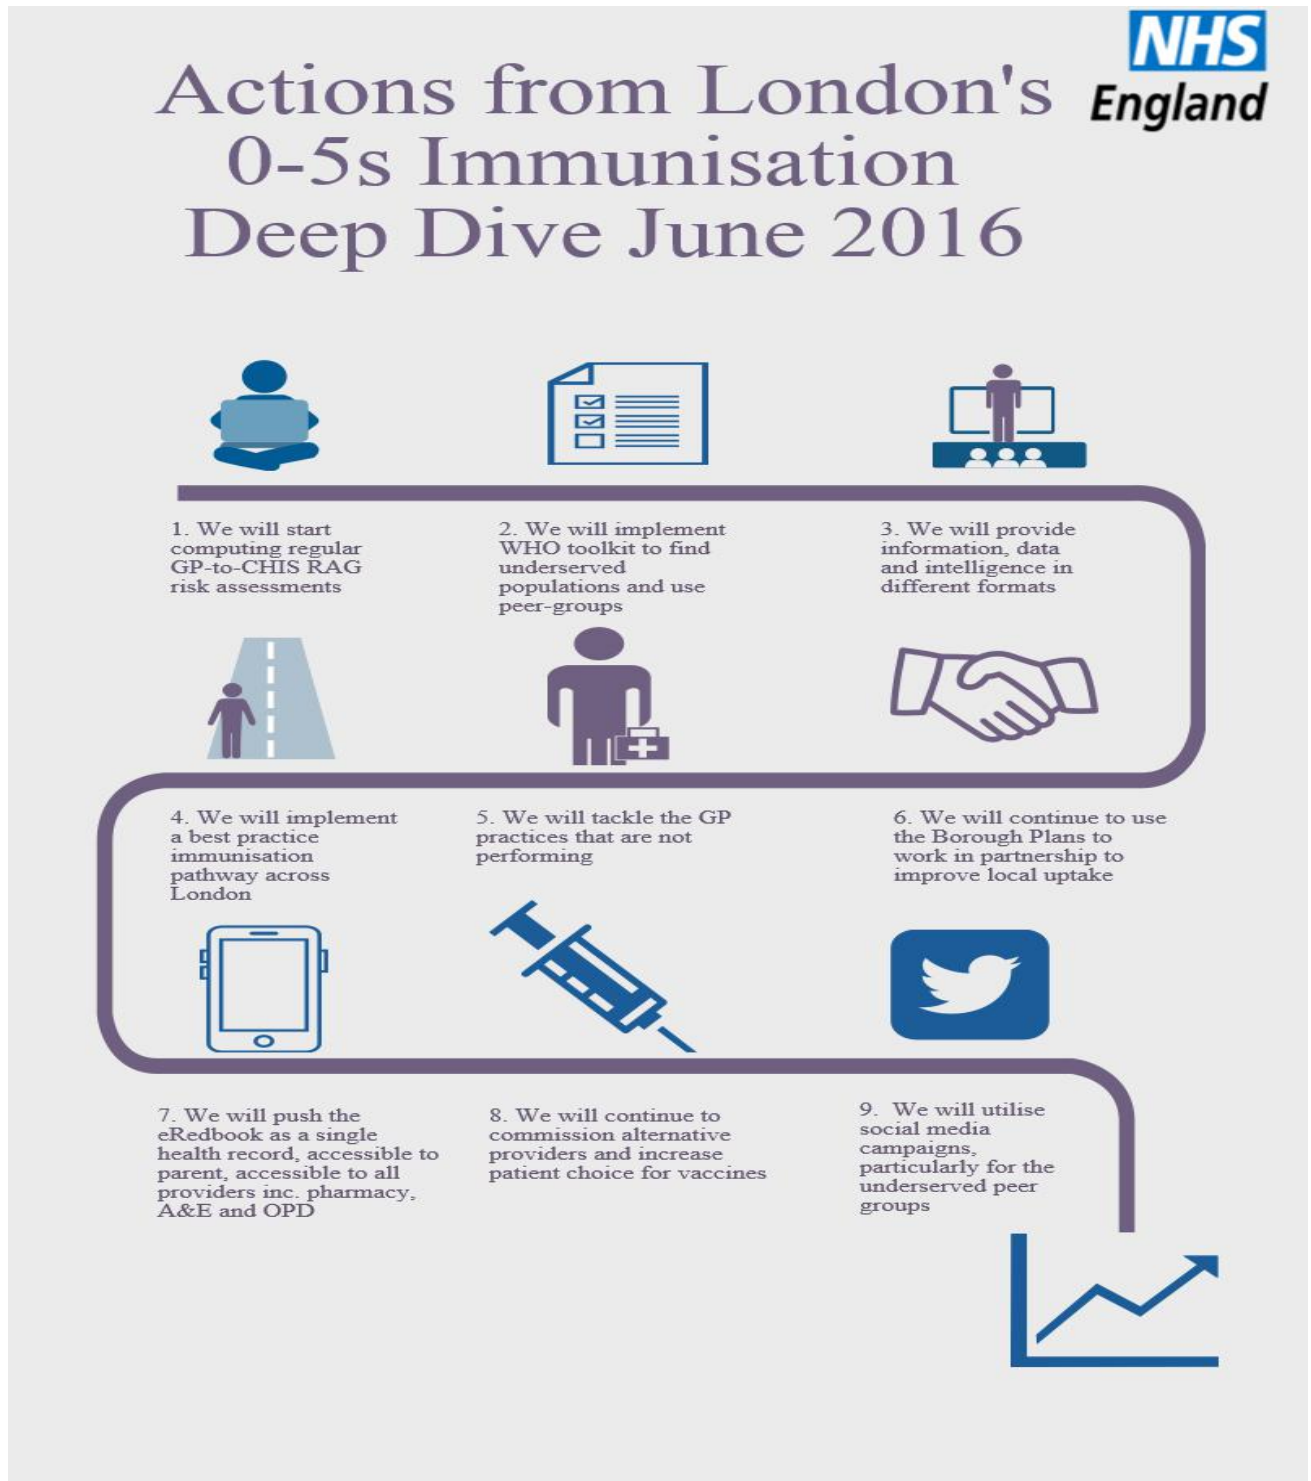 NHS
England
Actions from London's
0-5s Immunisation
Deep Dive June 2016
1. We will start
computing regular
GP-to-CHIS RAG
risk assessments
2. We will implement
WHO toolkit to find
underserved
populations and use
peer-groups
3. We will provide
information, data
and intelligence in
different formats
4. We will implement
a best practice
immunisation
pathway across
London
5. We will tackle the GP
practices that are not
performing
6. We will continue to use
the Borough Plans to
work in partnership to
improve local uptake
7. We will push the
eRedbook as a single
health record, accessible to
parent, accessible to all
providers inc. pharmacy,
A&E and OPD
8. We will continue to
commission alternative
providers and increase
patient choice for vaccines
9. We will utilise
social media
campaigns,
particularly for the
underserved peer
groups